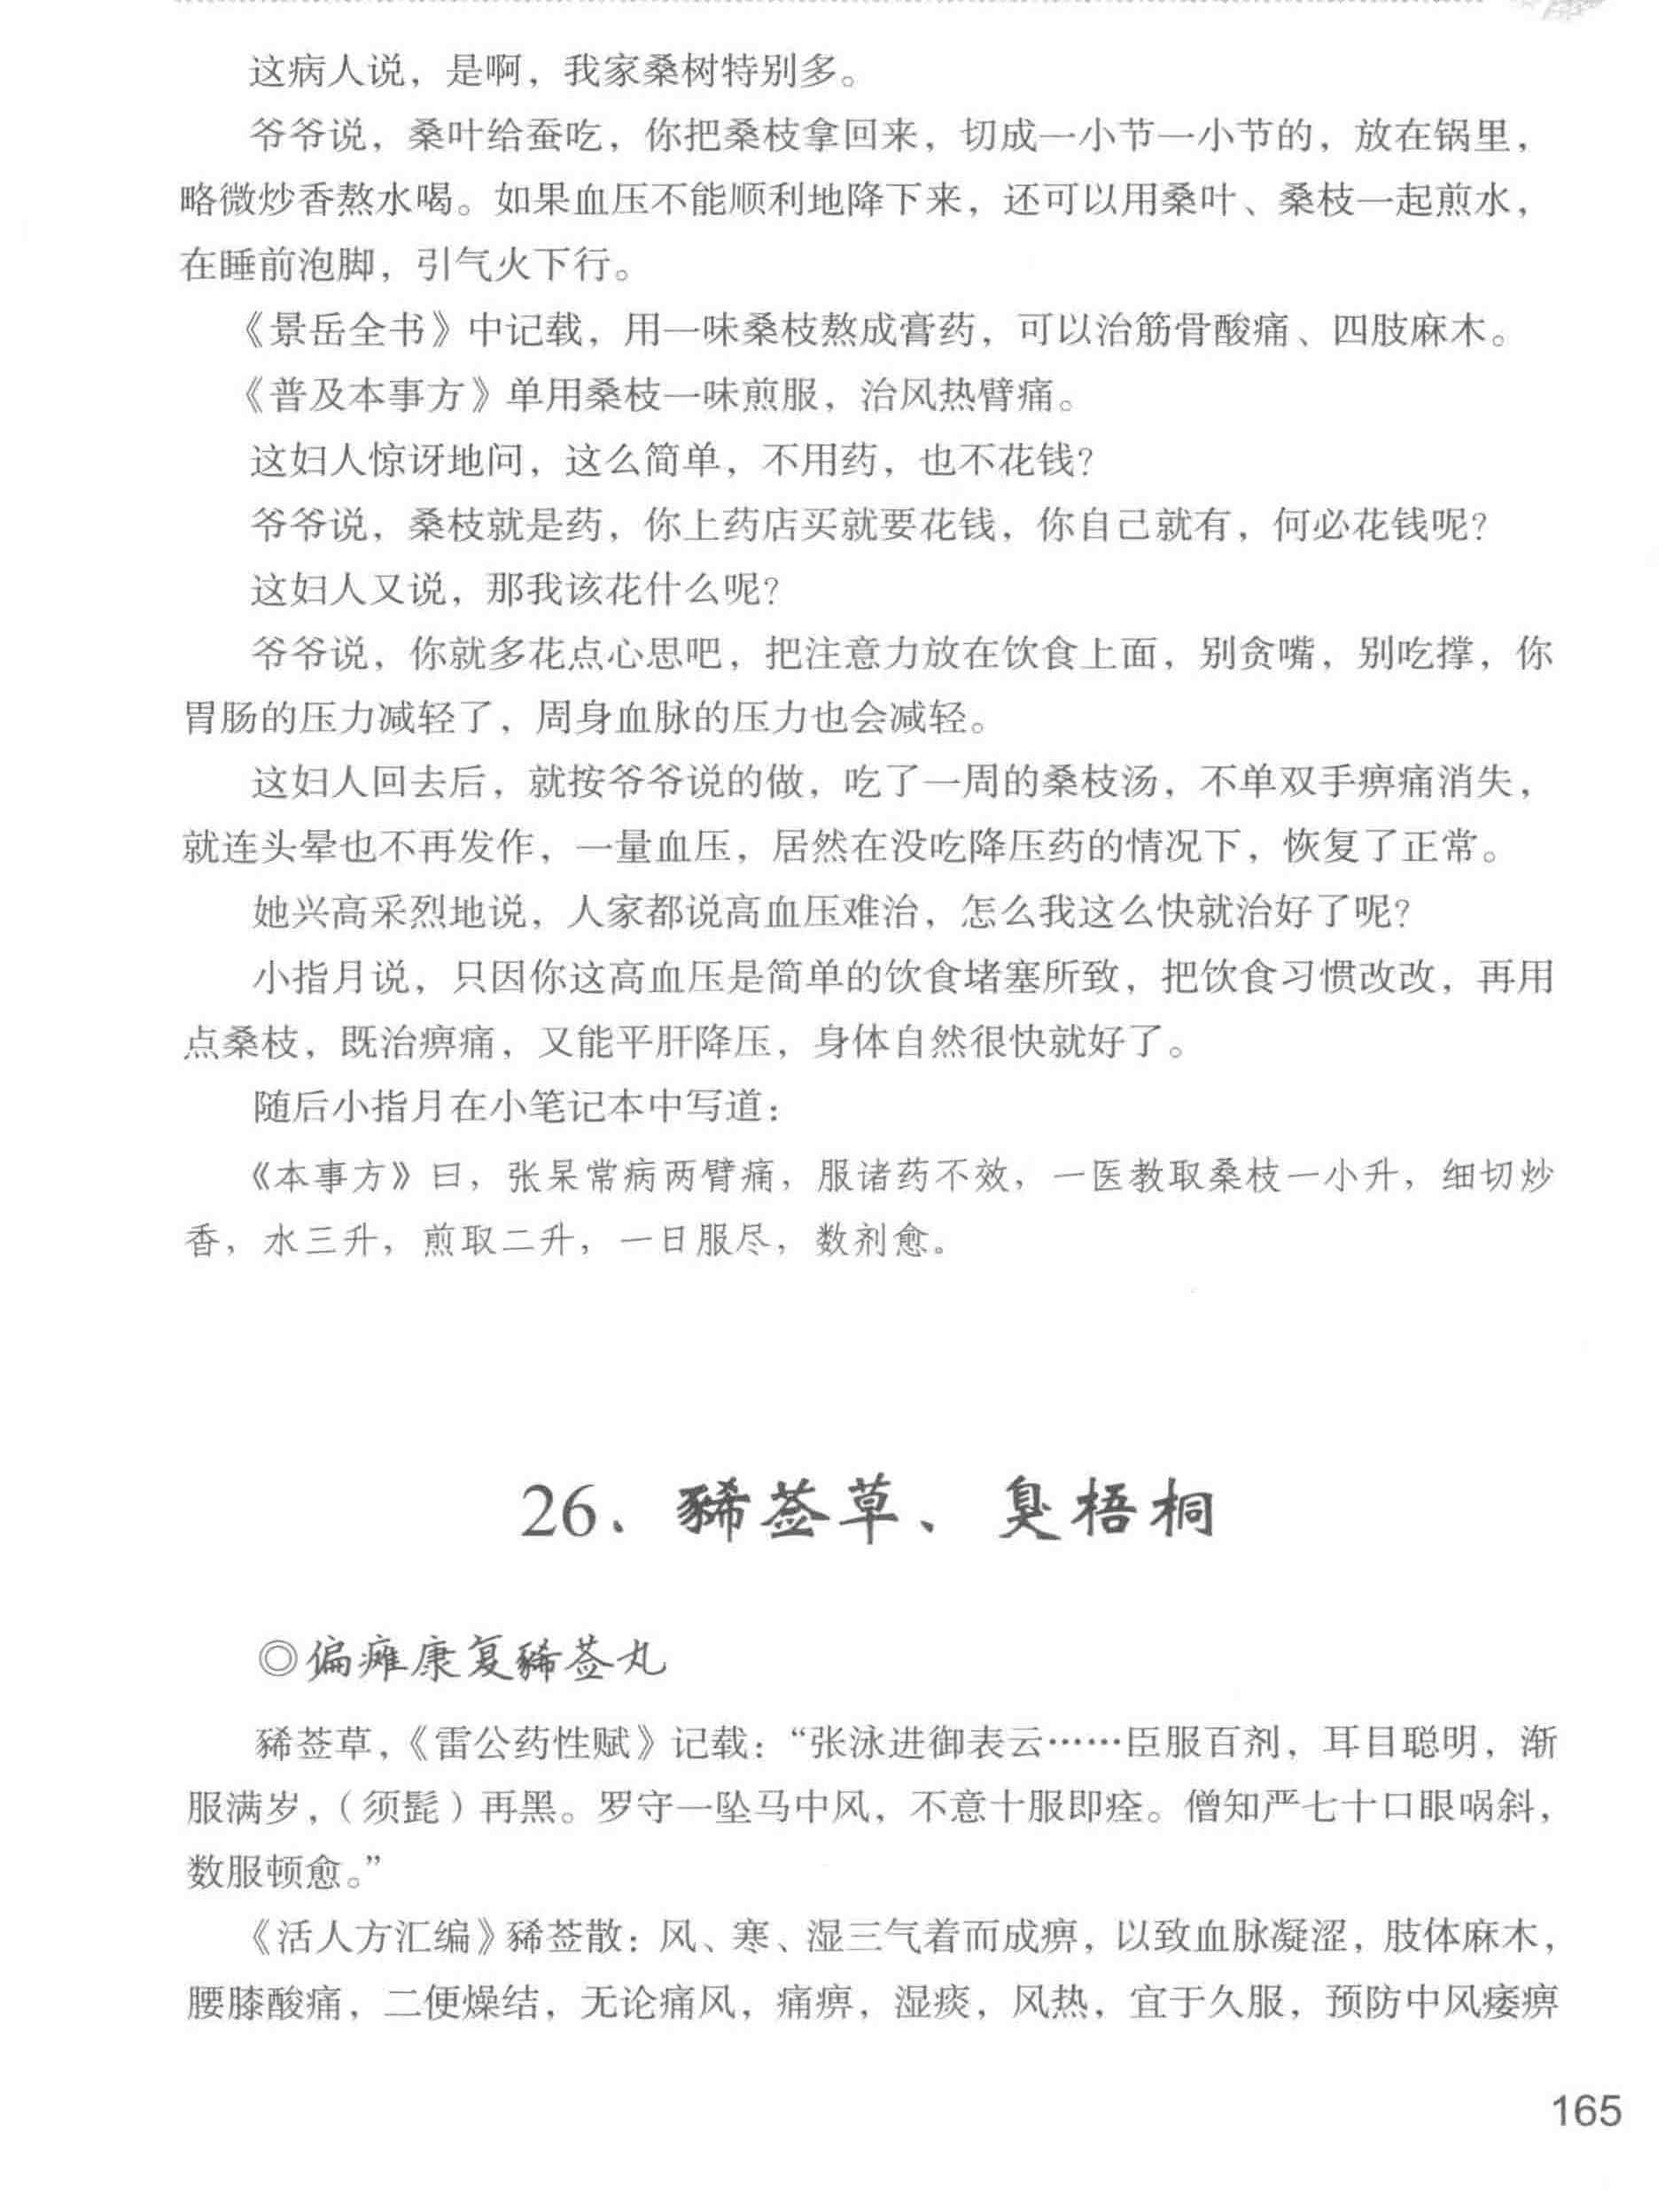 这病人说，是啊，我家桑树特别多。
爷爷说，桑叶给蚕吃，你把桑枝拿回来，切成一小节一小节的，放在锅里，
略微炒香熬水喝。如果血压不能顺利地降下来，还可以用桑叶、桑枝一起煎水，
在睡前泡脚，引气火下行。
《景岳全书》中记载，用一味桑枝熬成膏药，可以治筋骨酸痛、四肢麻木。
《普及本事方》单用桑枝一味煎服，治风热臂痛。
这妇人惊讶地问，这么简单，不用药，也不花钱？
爷爷说，桑枝就是药，你上药店买就要花钱，你自己就有，何必花钱呢？
这妇人又说，那我该花什么呢？
爷爷说，你就多花点心思吧，把注意力放在饮食上面，别贪嘴，别吃撑，你
胃肠的压力减轻了，周身血脉的压力也会减轻。
这妇人回去后，就按爷爷说的做，吃了一周的桑枝汤，不单双手痹痛消失，
就连头晕也不再发作，一量血压，居然在没吃降压药的情况下，恢复了正常。
她兴高采烈地说，人家都说高血压难治，怎么我这么快就治好了呢？
小指月说，只因你这高血压是简单的饮食堵塞所致，把饮食习惯改改，再用
点桑枝，既治痹痛，又能平肝降压，身体自然很快就好了。
随后小指月在小笔记本中写道：
《本事方》曰，张杲常病两臂痛，服诸药不效，一医教取桑枝一小升，细切炒
香，水三升，煎取二升，一日服尽，数剂愈。
26、豨莶草、臭梧桐
◎偏瘫康复豨莶丸
豨莶草，《雷公药性赋》记载：“张泳进御表云……臣服百剂，耳目聪明，渐
服满岁，（须髭）再黑。罗守一坠马中风，不意十服即痊。僧知严七十口眼㖞斜，
数服顿愈。”
《活人方汇编》豨莶散：风、寒、湿三气着而成痹，以致血脉凝涩，肢体麻木，
腰膝酸痛，二便燥结，无论痛风，痛痹，湿痰，风热，宜于久服，预防中风痿痹
165